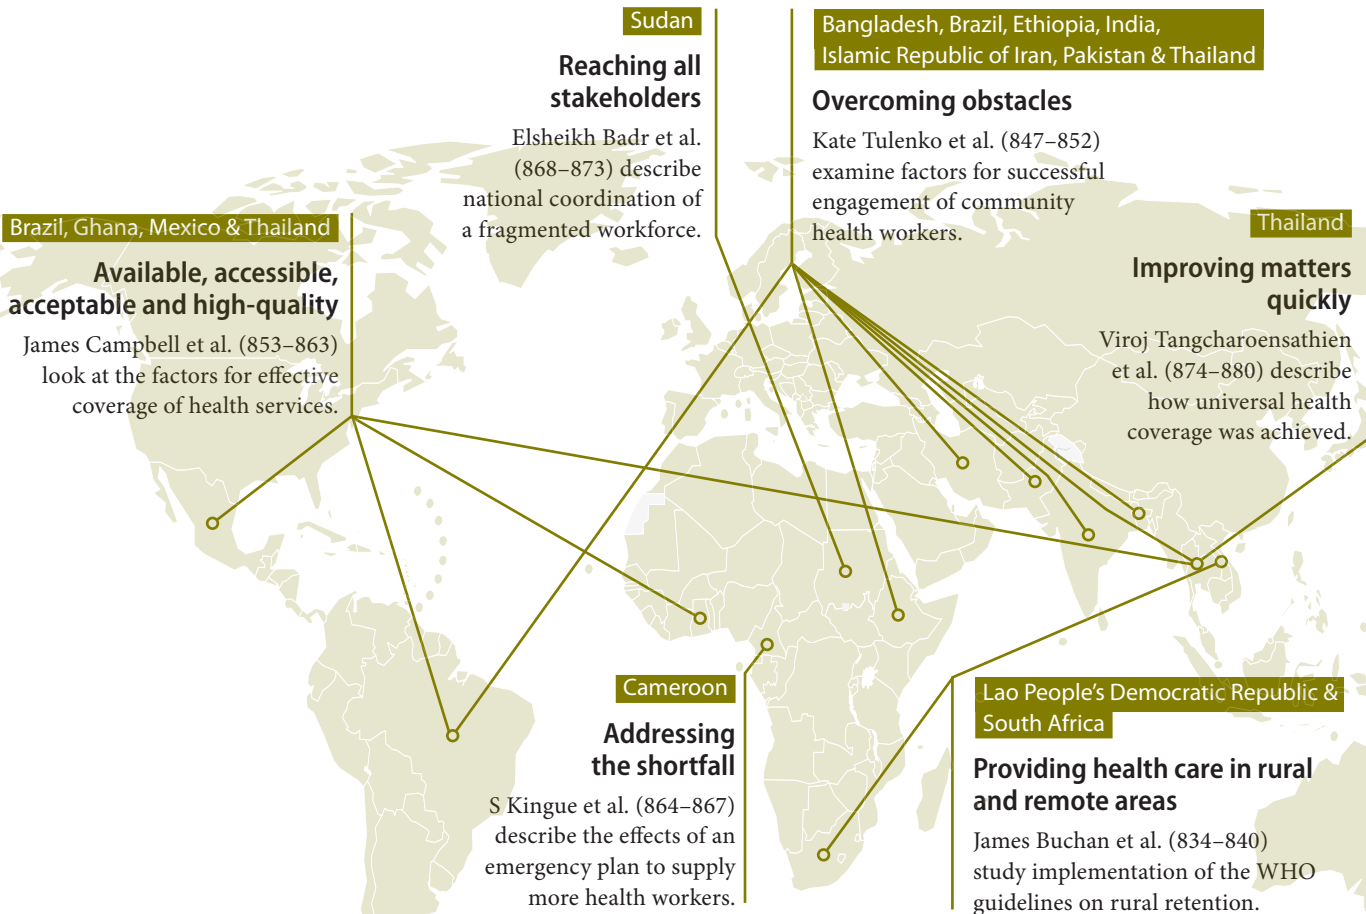 Sudan
Reaching all
stakeholders
Elsheikh Badr et al.
(868–873) describe
national coordination of
a fragmented workforce.
Bangladesh, Brazil, Ethiopia, India,
Islamic Republic of Iran, Pakistan & Thailand
Overcoming obstacles
Kate Tulenko et al. (847–852)
examine factors for successful
engagement of community
health workers.
Brazil, Ghana, Mexico & Thailand
Available, accessible,
acceptable and high-quality
James Campbell et al. (853–863)
look at the factors for effective
coverage of health services.
Thailand
Improving matters
quickly
Viroj Tangcharoensathien
et al. (874–880) describe
how universal health
coverage was achieved.
Cameroon
Addressing
the shortfall
S Kingue et al. (864–867)
describe the effects of an
emergency plan to supply
more health workers.
Lao People’s Democratic Republic &
South Africa
Providing health care in rural
and remote areas
James Buchan et al. (834–840)
study implementation of the WHO
guidelines on rural retention.